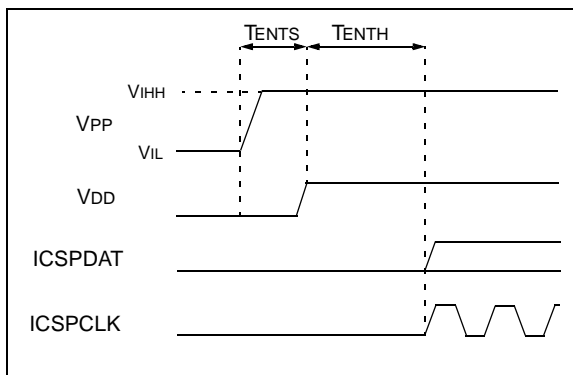 TENTS TENTH
VIHH
VPP
VIL
VDD
ICSPDAT
ICSPCLK